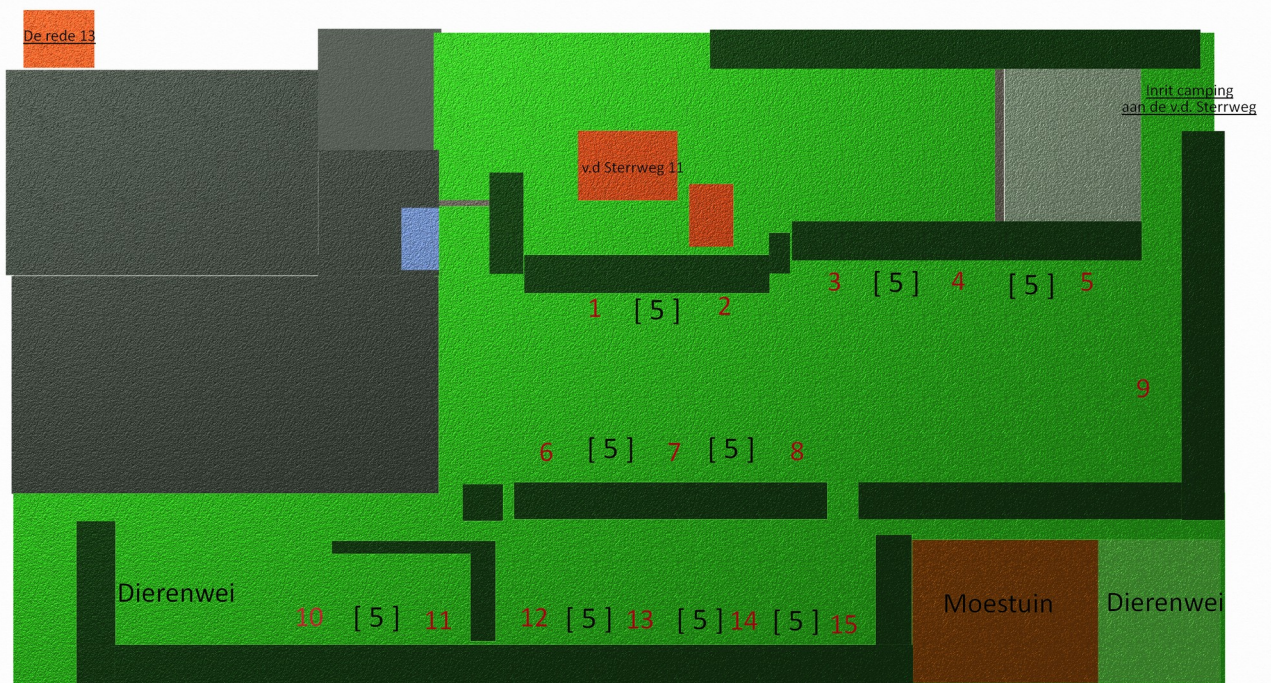 De rede 13
Inrit camping
aan de v.d. Sterrweg
v.d Sterrweg 11
3 [ 5 ] 4 [ 5 ] 5
1 [ 5 ] 2
9
6 [ 5 ] 7 [ 5 ] 8
Dierenwei
Moestuin
Dierenwei
10 [ 5 ] 11 12 [ 5 ] 13 [ 5 ] 14 [ 5 ] 15